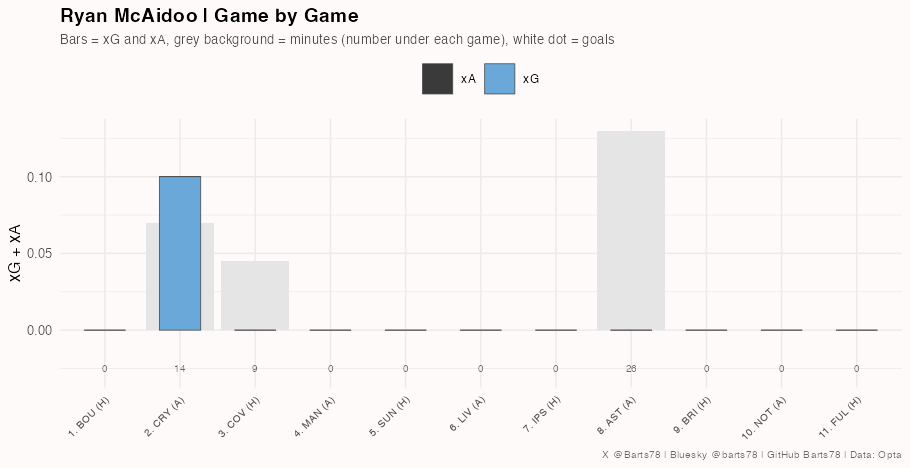 Ryan McAidoo | Game by Game
Bars = xG and xA, grey background = minutes (number under each game), white dot = goals
xA xG
xG + xA
0.10
0.05
0.00
0 14 9 0 0 0 0 26 0 0 0
1. BOU (H) 2. CRY (A) 3. COV (H) 4. MAN (A) 5. SUN (H) 6. LIV (A) 7. IPS (H) 8. AST (A) 9. BRI (H) 10. NOT (A) 11. FUL (H)
X @Barts78 | Bluesky @barts78 | GitHub Barts78 | Data: Opta